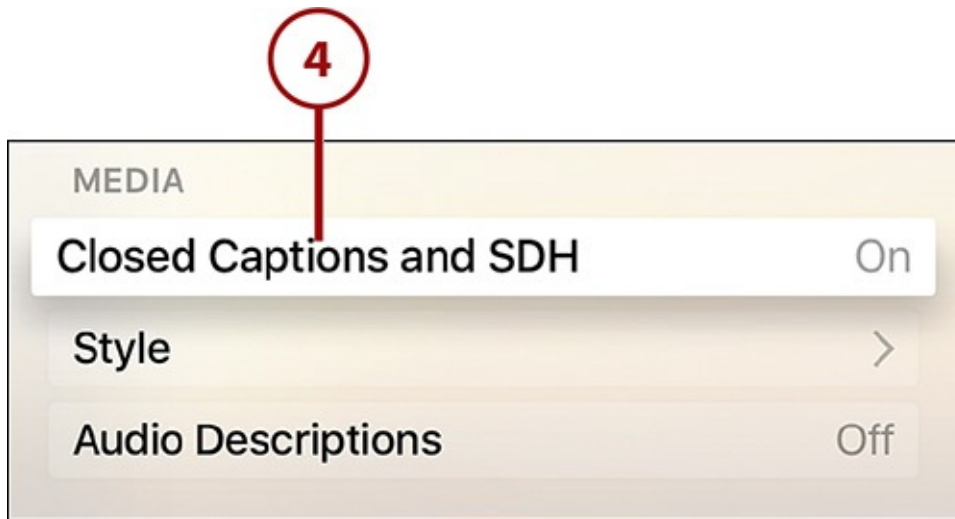 4
MEDIA
Closed Captions and SDH On
Style >
Audio Descriptions Off